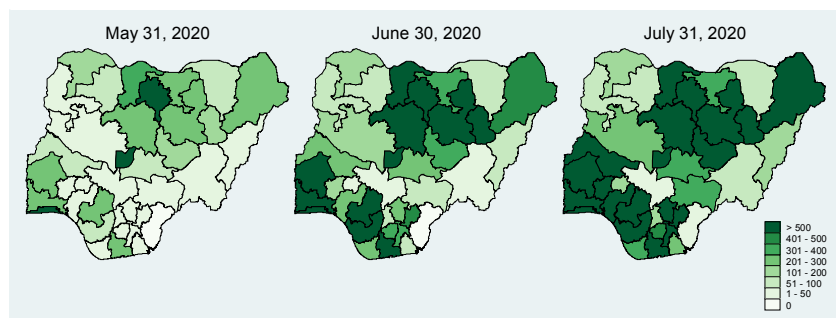 May 31, 2020
June 30, 2020
July 31, 2020
> 500
401 - 500
301 - 400
201 - 300
101 - 200
51 - 100
1 - 50
0